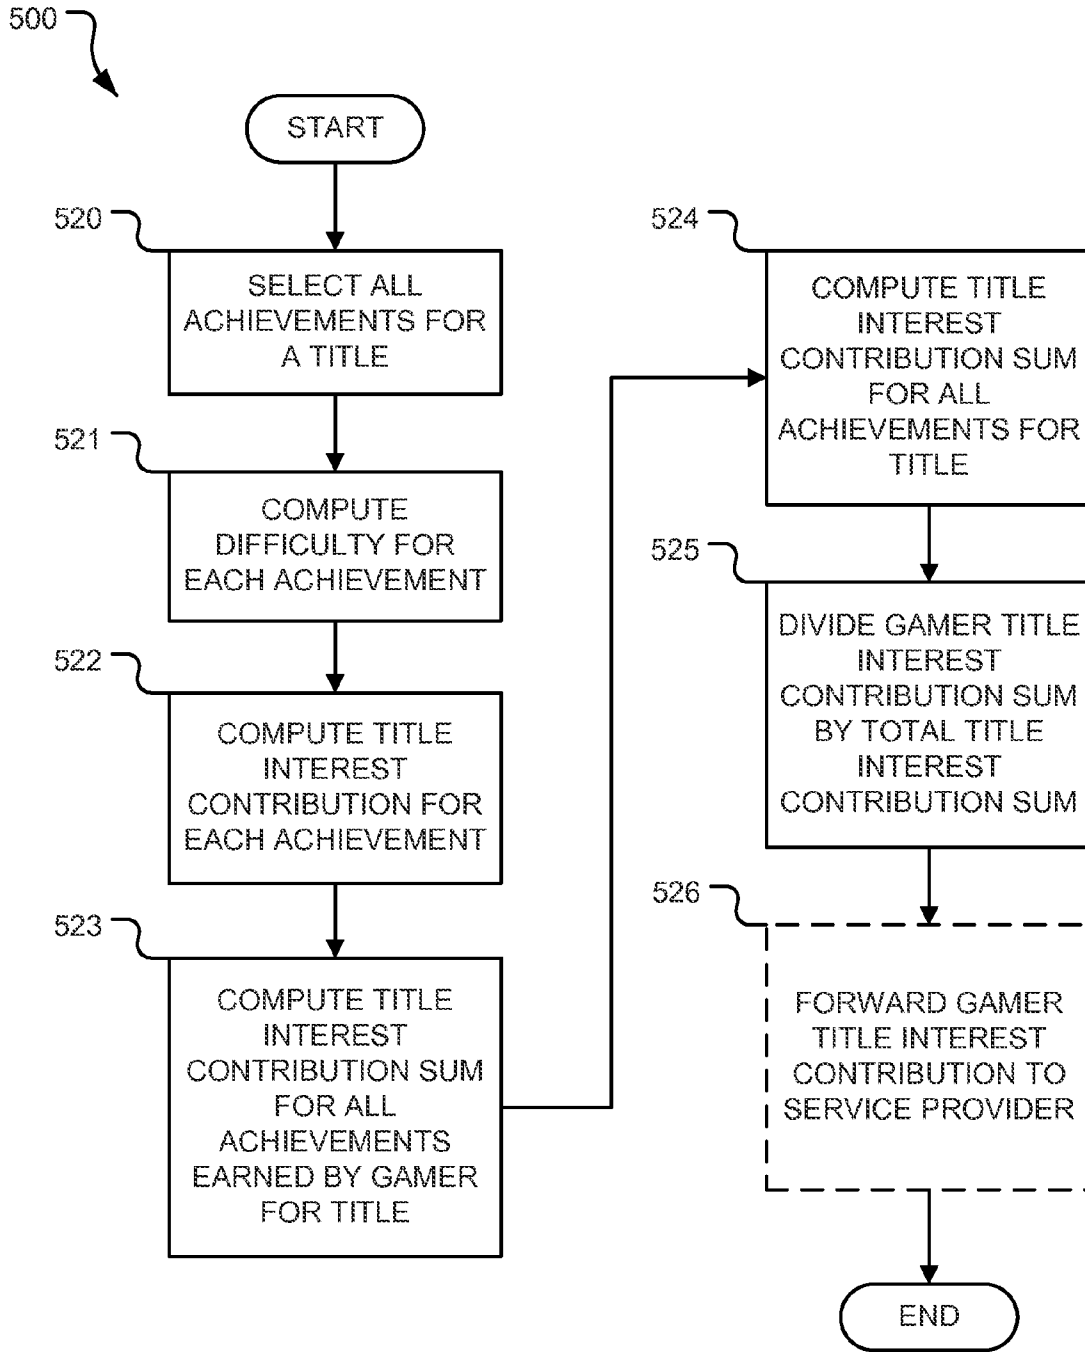 500
START
520
SELECT ALL
ACHIEVEMENTS FOR
A TITLE
521
COMPUTE
DIFFICULTY FOR
EACH ACHIEVEMENT
522
COMPUTE TITLE
INTEREST
CONTRIBUTION FOR
EACH ACHIEVEMENT
523
COMPUTE TITLE
INTEREST
CONTRIBUTION SUM
FOR ALL
ACHIEVEMENTS
EARNED BY GAMER
FOR TITLE
524
COMPUTE TITLE
INTEREST
CONTRIBUTION SUM
FOR ALL
ACHIEVEMENTS FOR
TITLE
525
DIVIDE GAMER TITLE
INTEREST
CONTRIBUTION SUM
BY TOTAL TITLE
INTEREST
CONTRIBUTION SUM
526
FORWARD GAMER
TITLE INTEREST
CONTRIBUTION TO
SERVICE PROVIDER
END